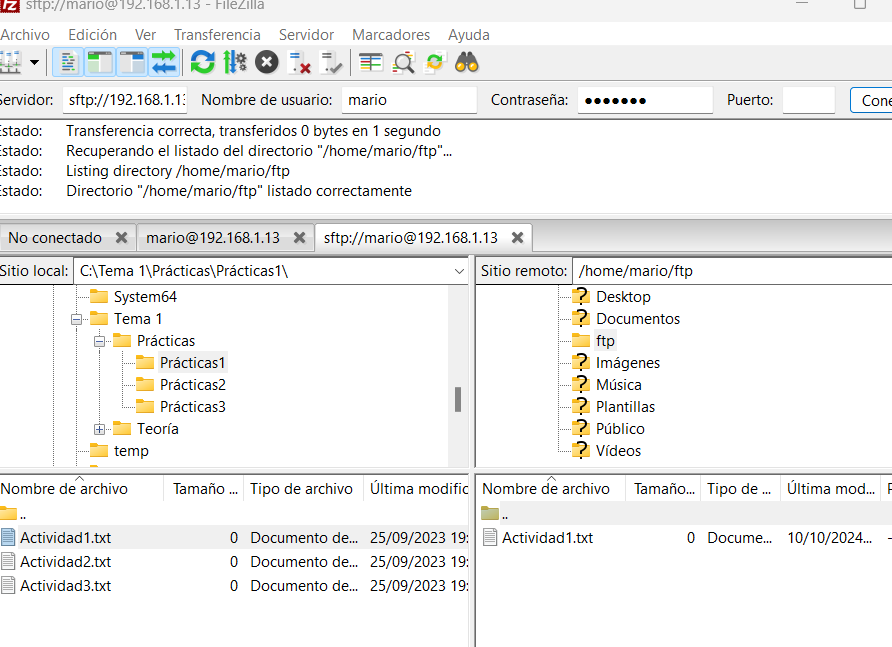 sftp://mario@192.168.1.13 - FileZilla
Archivo Edición Ver Transferencia Servidor Marcadores Ayuda
Servidor: sftp://192.168.1.13 Nombre de usuario: mario Contraseña: ●●●●●●● Puerto: Cone
Estado: Transferencia correcta, transferidos 0 bytes en 1 segundo
Estado: Recuperando el listado del directorio "/home/mario/ftp"...
Estado: Listing directory /home/mario/ftp
Estado: Directorio "/home/mario/ftp" listado correctamente
No conectado mario@192.168.1.13 sftp://mario@192.168.1.13
Sitio local: C:\Tema 1\Prácticas\Prácticas1\
System64
Tema 1
Prácticas
Prácticas1
Prácticas2
Prácticas3
Teoría
temp
Sitio remoto: /home/mario/ftp
Desktop
Documentos
ftp
Imágenes
Música
Plantillas
Público
Vídeos
Nombre de archivo Tamaño ... Tipo de archivo Última modific
..
Actividad1.txt 0 Documento de... 25/09/2023 19:
Actividad2.txt 0 Documento de... 25/09/2023 19:
Actividad3.txt 0 Documento de... 25/09/2023 19:
Nombre de archivo Tamaño... Tipo de ... Última mod...
..
Actividad1.txt 0 Docume... 10/10/2024...